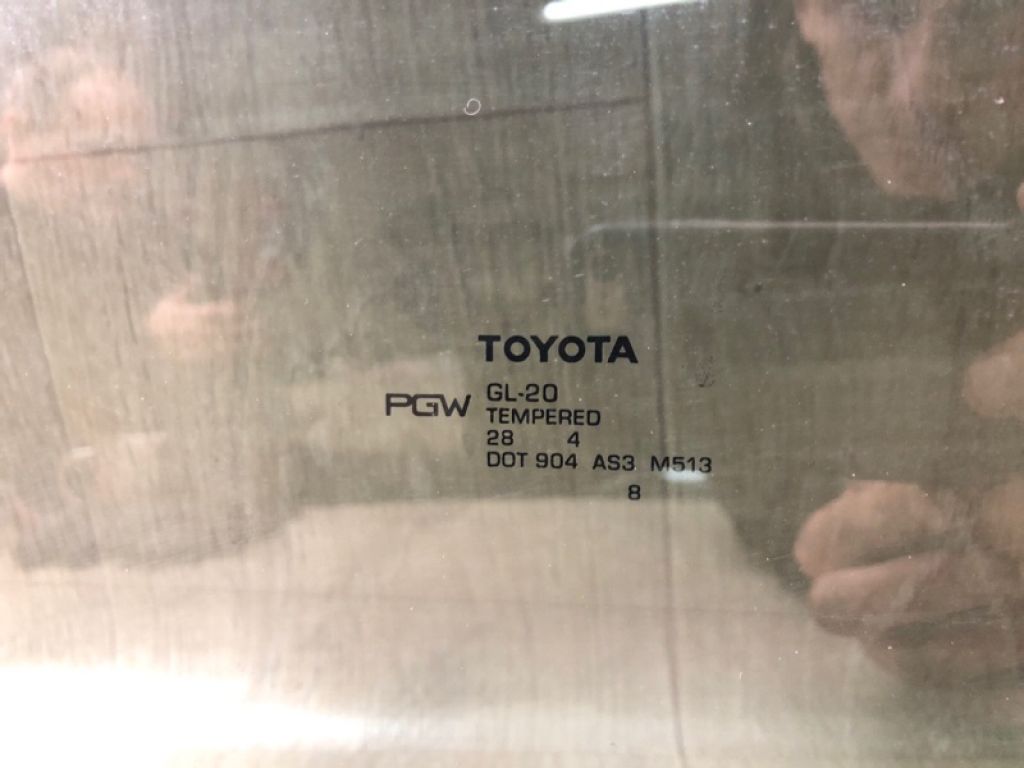 TOYOTA
PGW GL-20
TEMPERED
28 4
DOT 904 AS3 M513
8